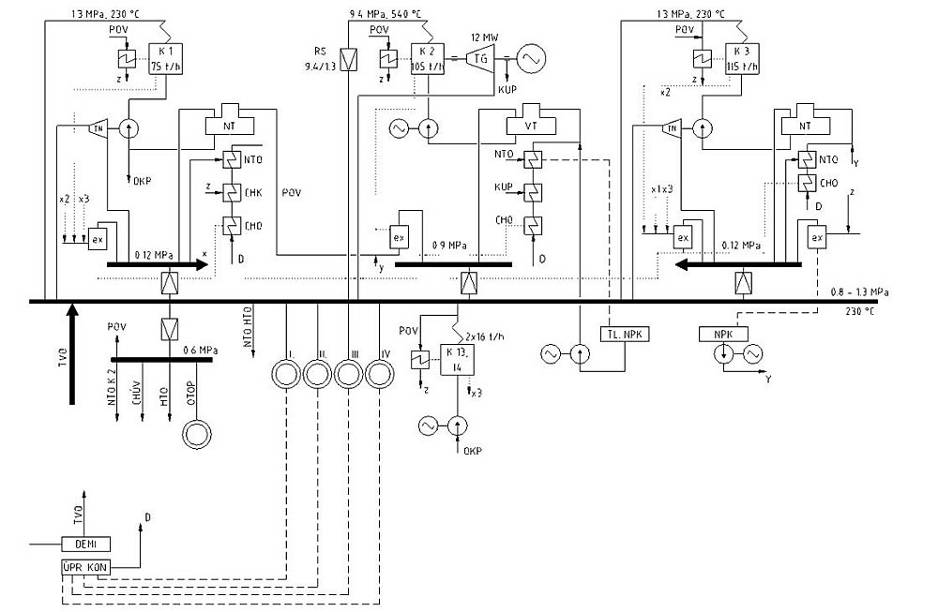 13 MPa, 230 °C
9.4 MPa, 540 °C
13 MPa, 230 °C
POV
K 1
75 t/h
z
RS
9.4/1.3
POV
K 2
105 t/h
z
12 MW
TG
KUP
POV
K 3
115 t/h
z
x2
TN
NT
VT
TN
NT
OKP
NTO
z
CHK
CHO
D
POV
NTO
KUP
CHO
D
NTO
Y
CHO
D
z
x2
x3
ex
ex
x1x3
ex
ex
0.12 MPa
x
y
0.9 MPa
0.12 MPa
0.8 - 1.3 MPa
230 °C
TVO
POV
0.6 MPa
NTO K 2
CHÚV
HTO
OTOP
NTO HTO
I.
II.
III
IV
POV
2x16 t/h
K 13,
14
z
x3
OKP
TL. NPK
NPK
Y
TVO
D
DEMI
ÚPR KON